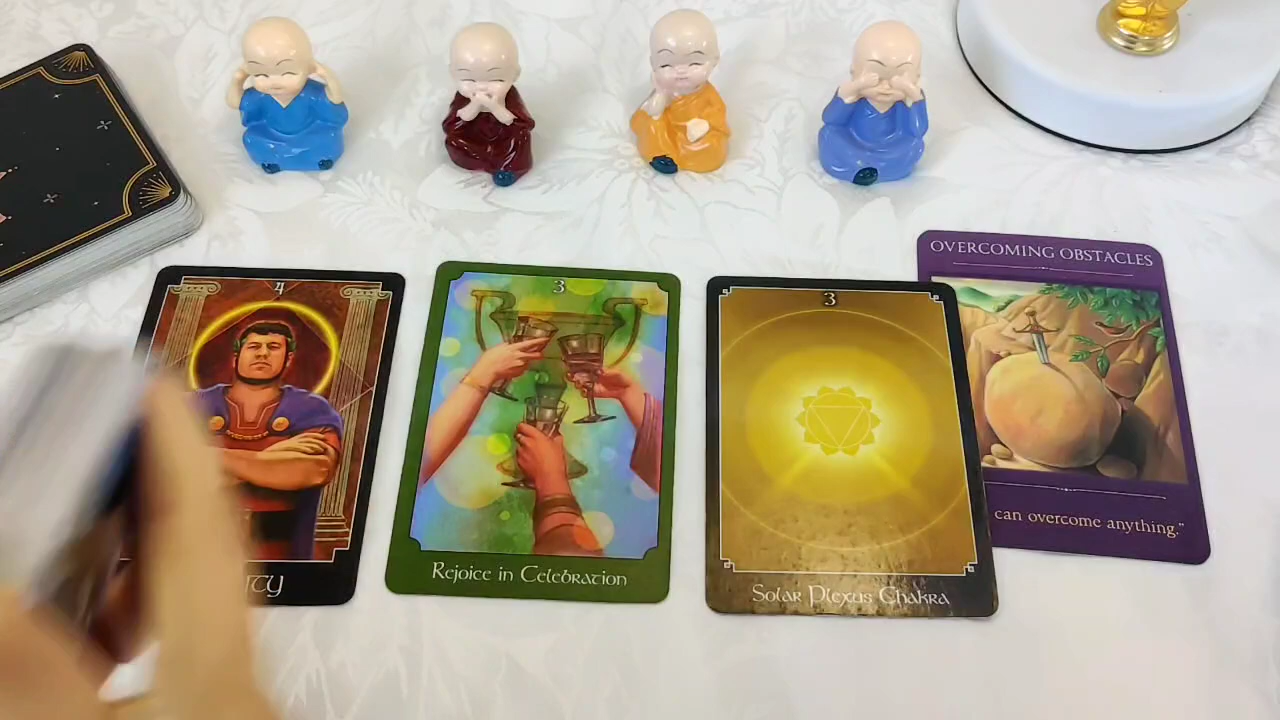 4
3
Rejoice in Celebration
3
Solar Plexus Chakra
OVERCOMING OBSTACLES
can overcome anything."